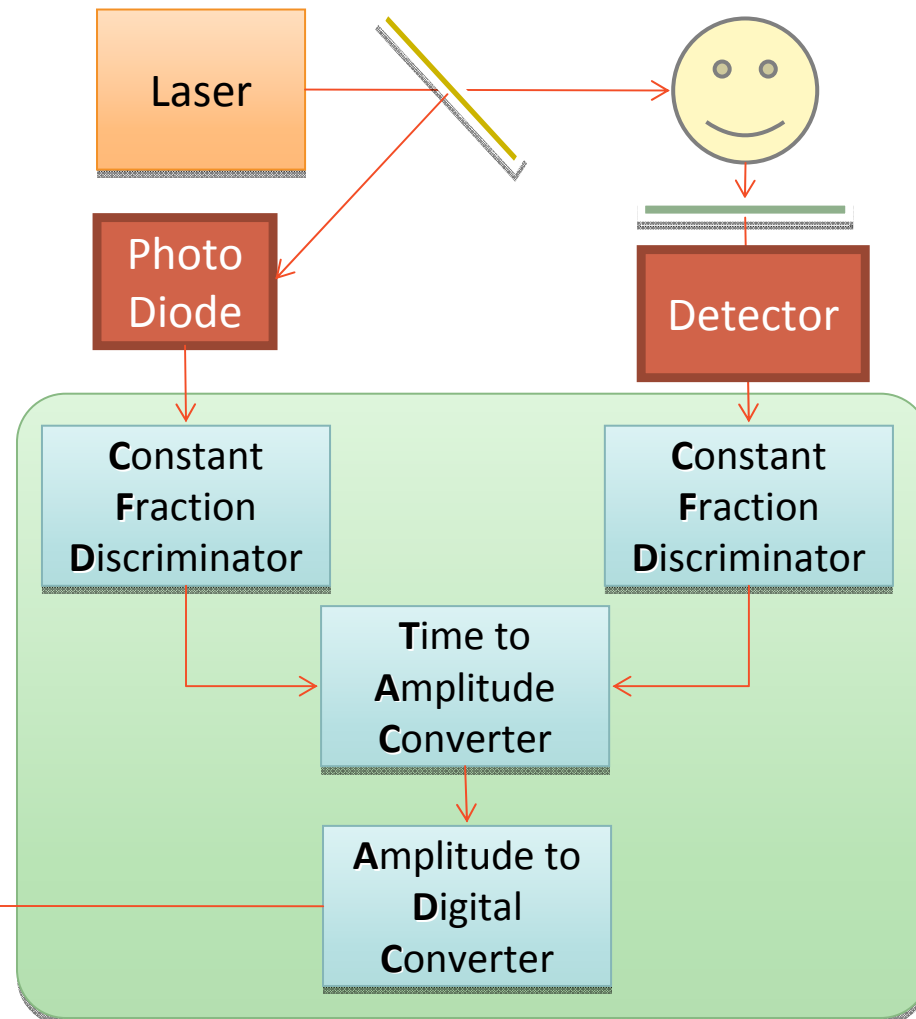 Laser
Photo
Diode
Detector
Constant
Fraction
Discriminator
Constant
Fraction
Discriminator
Time to
Amplitude
Converter
Amplitude to
Digital
Converter